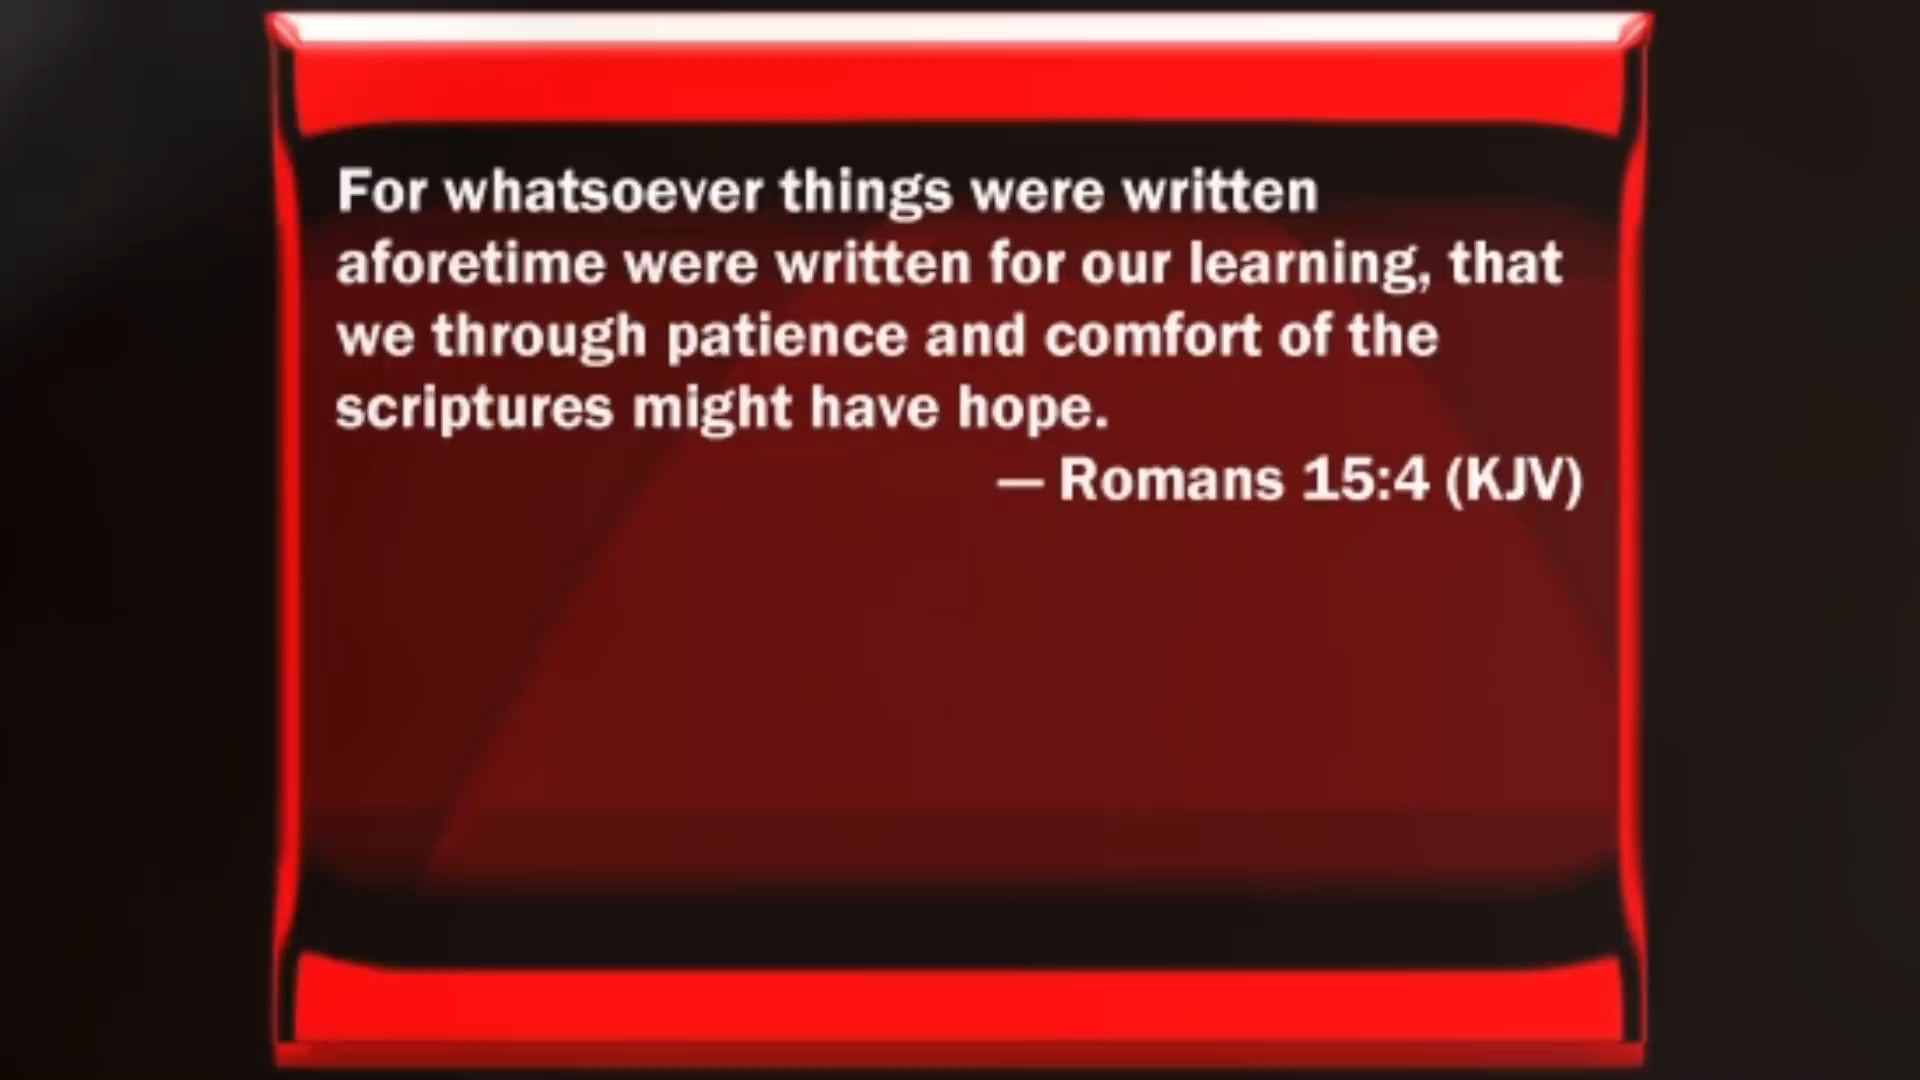 For whatsoever things were written
aforetime were written for our learning, that
we through patience and comfort of the
scriptures might have hope.
— Romans 15:4 (KJV)